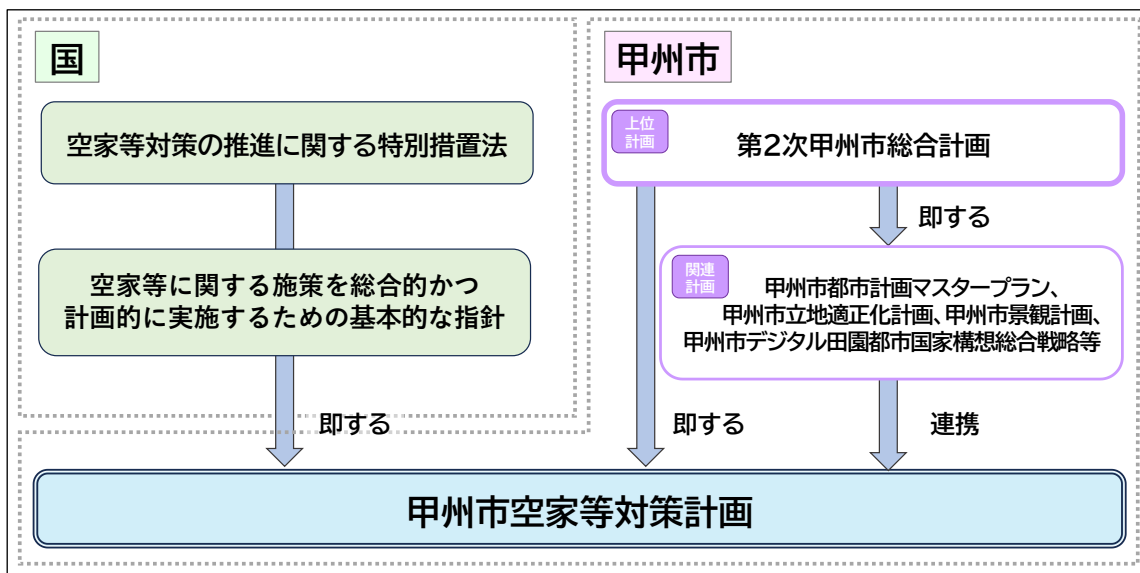 国
空家等対策の推進に関する特別措置法
空家等に関する施策を総合的かつ
計画的に実施するための基本的な指針
即する
甲州市
上位
計画
第2次甲州市総合計画
即する
関連
計画
甲州市都市計画マスタープラン、
甲州市立地適正化計画、甲州市景観計画、
甲州市デジタル田園都市国家構想総合戦略等
即する
連携
甲州市空家等対策計画